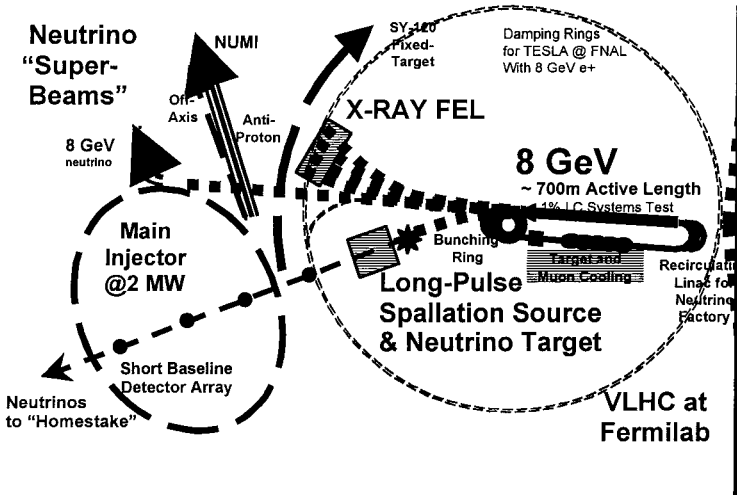 Neutrino
“Super-
Beams”
NUMI
SY-120
Fixed-
Target
Damping Rings
for TESLA @ FNAL
With 8 GeV e+
Off-
Axis
Anti-
Proton
X-RAY FEL
8 GeV
neutrino
8 GeV
~ 700m Active Length
1% LC Systems Test
Main
Injector
@2 MW
Bunching
Ring
Target and
Muon Cooling
Recirculating
Linac for
Neutrino
Factory
Long-Pulse
Spallation Source
& Neutrino Target
Short Baseline
Detector Array
Neutrinos
to “Homestake”
VLHC at
Fermilab